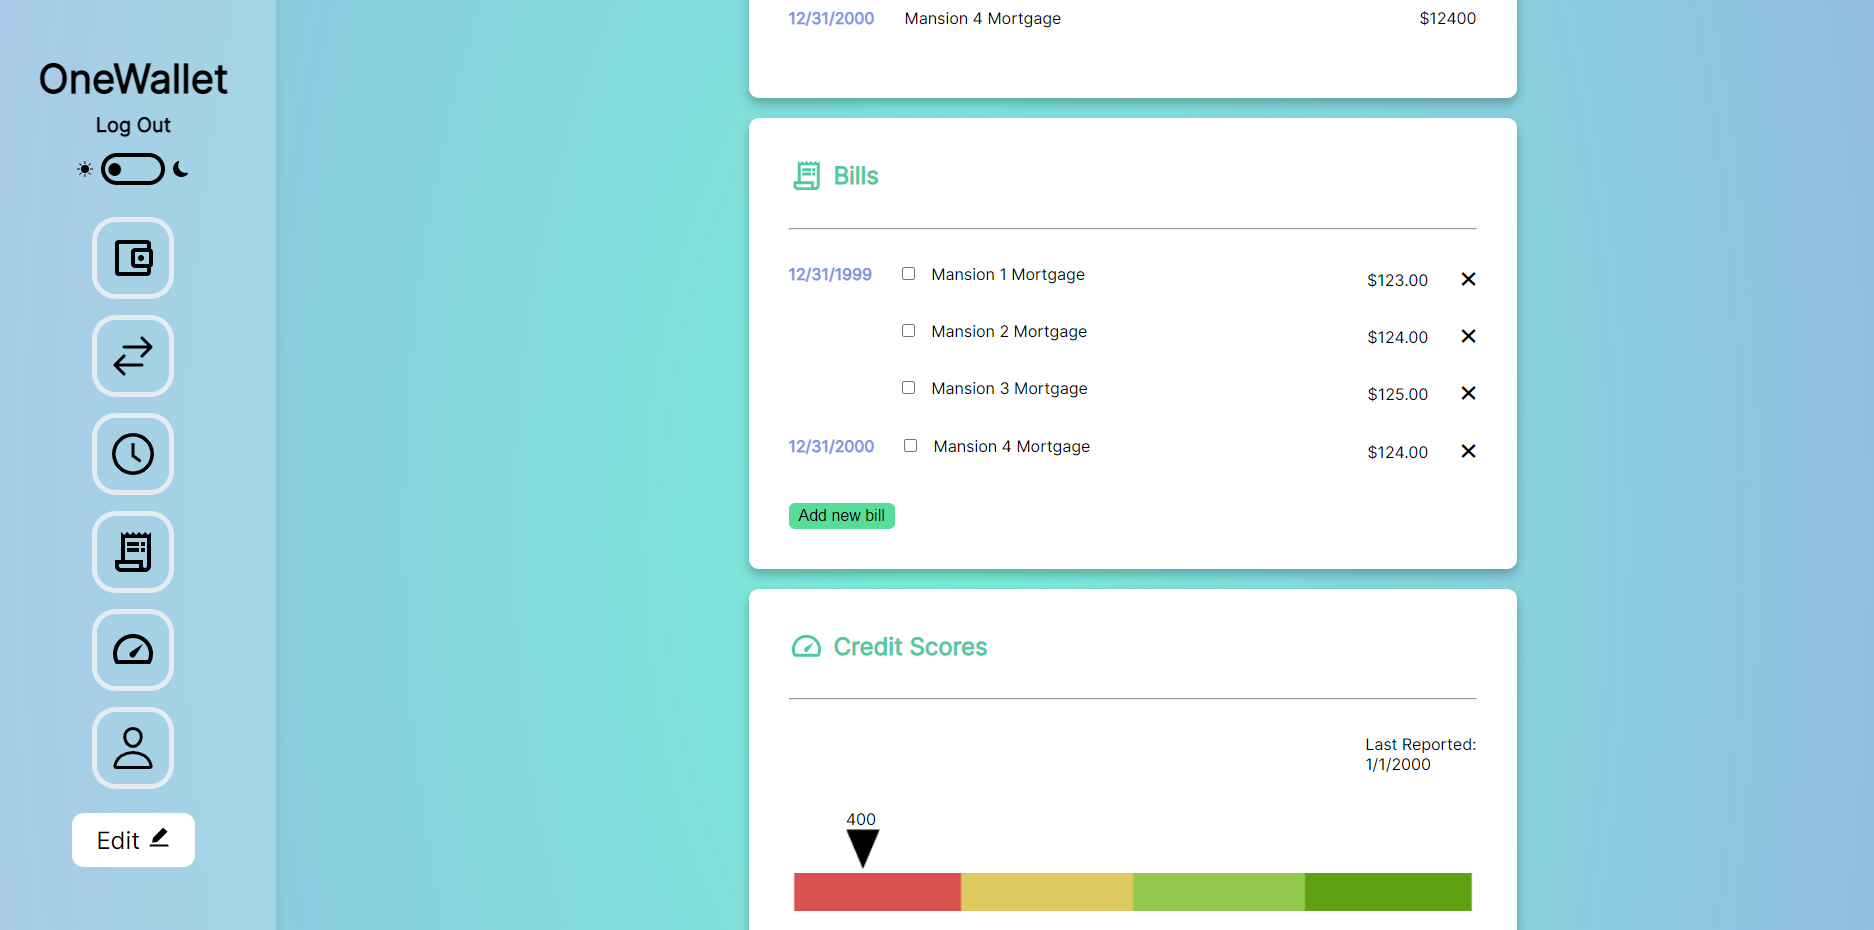 OneWallet
Log Out
Edit
12/31/2000 Mansion 4 Mortgage $12400
Bills
12/31/1999 Mansion 1 Mortgage $123.00
Mansion 2 Mortgage $124.00
Mansion 3 Mortgage $125.00
12/31/2000 Mansion 4 Mortgage $124.00
Add new bill
Credit Scores
Last Reported:
1/1/2000
400